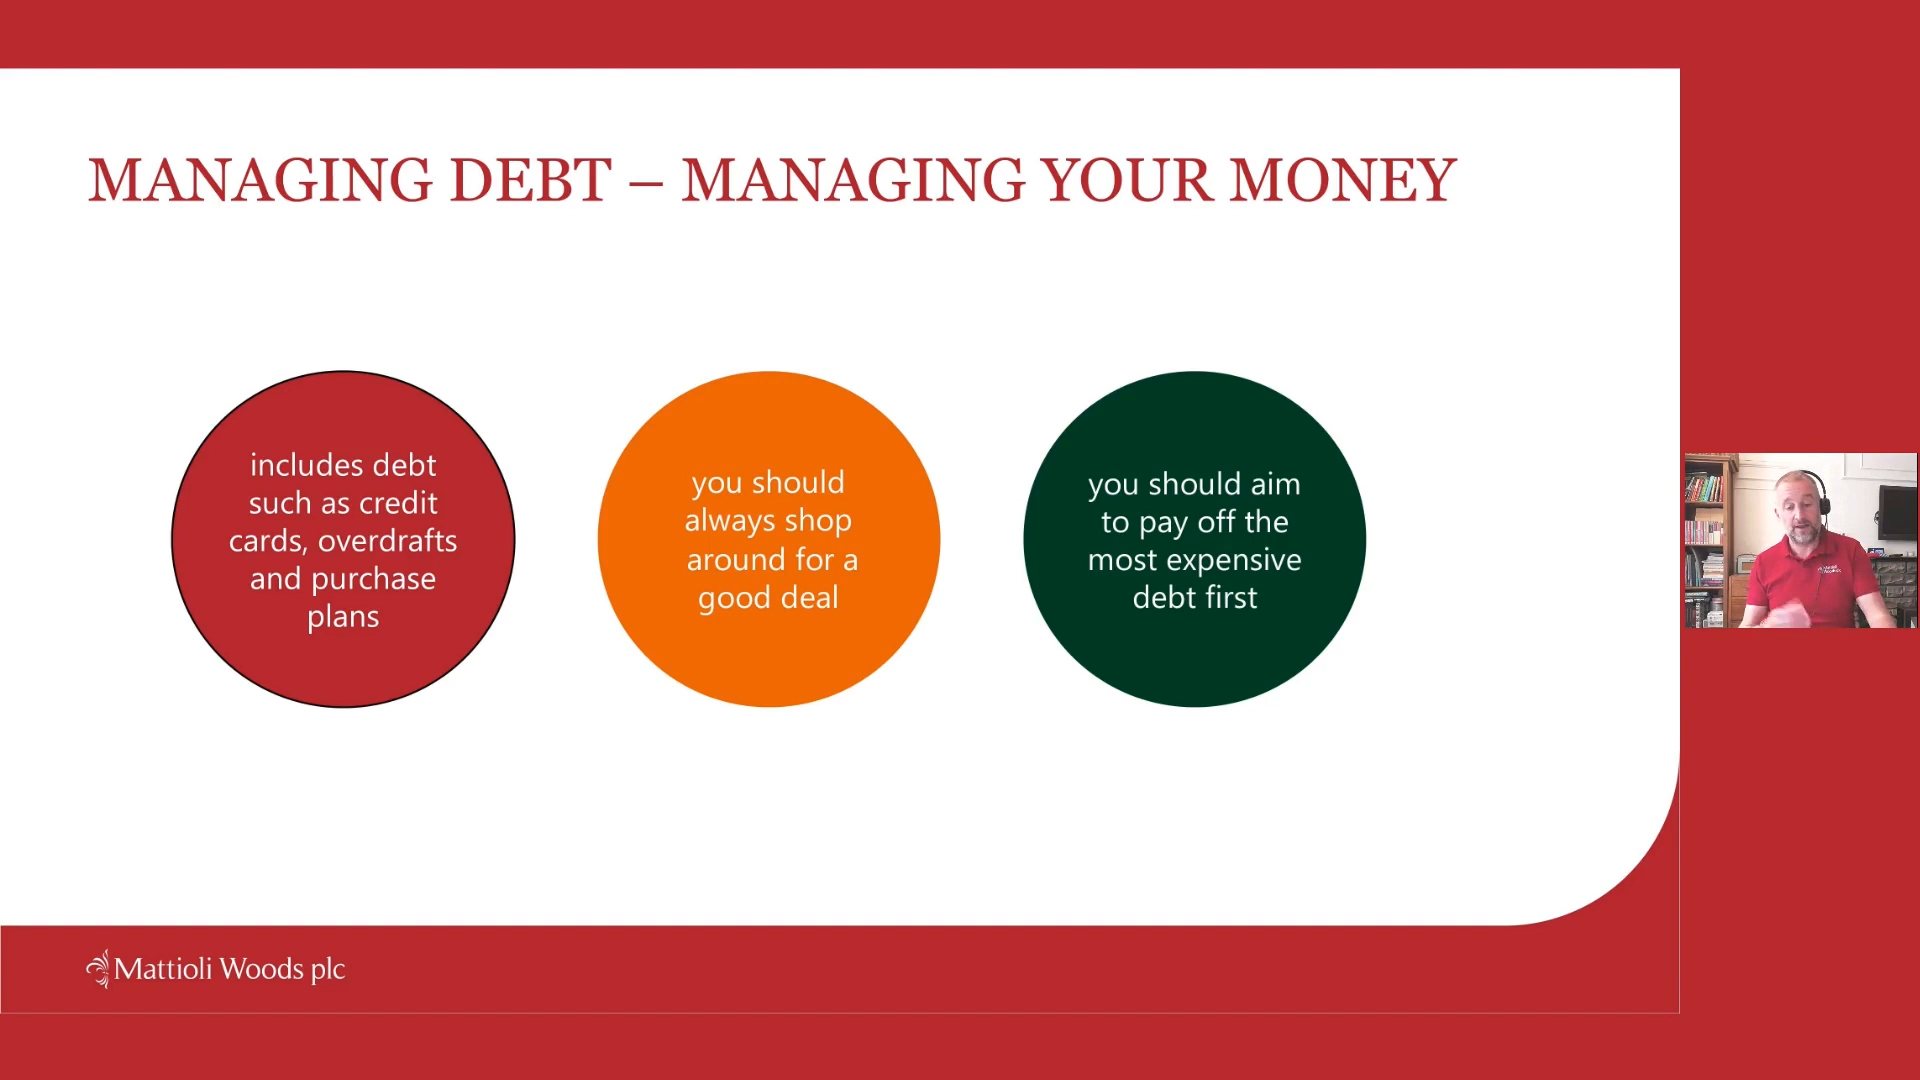 MANAGING DEBT – MANAGING YOUR MONEY
includes debt
such as credit
cards, overdrafts
and purchase
plans
you should
always shop
around for a
good deal
you should aim
to pay off the
most expensive
debt first
Mattioli Woods plc